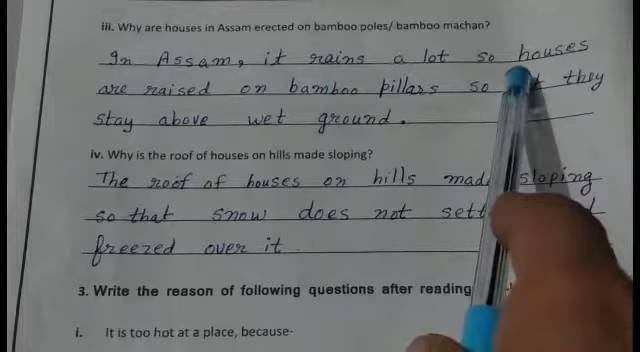 iii. Why are houses in Assam erected on bamboo poles/ bamboo machan?
In Assam, it rains a lot so houses
are raised on bamboo pillars so they
stay above wet ground.
iv. Why is the roof of houses on hills made sloping?
The roof of houses on hills made sloping
so that snow does not
freezed over it
3. Write the reason of following questions after reading
i. It is too hot at a place, because-